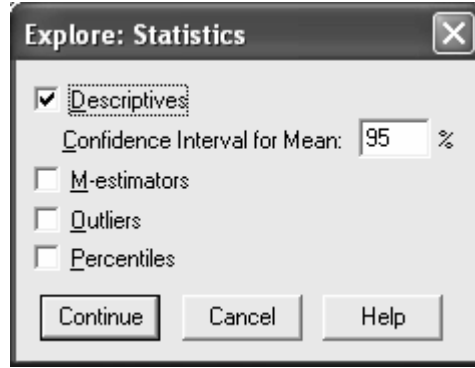 Explore: Statistics
Descriptives
Confidence Interval for Mean: 95 %
M-estimators
Outliers
Percentiles
Continue Cancel Help